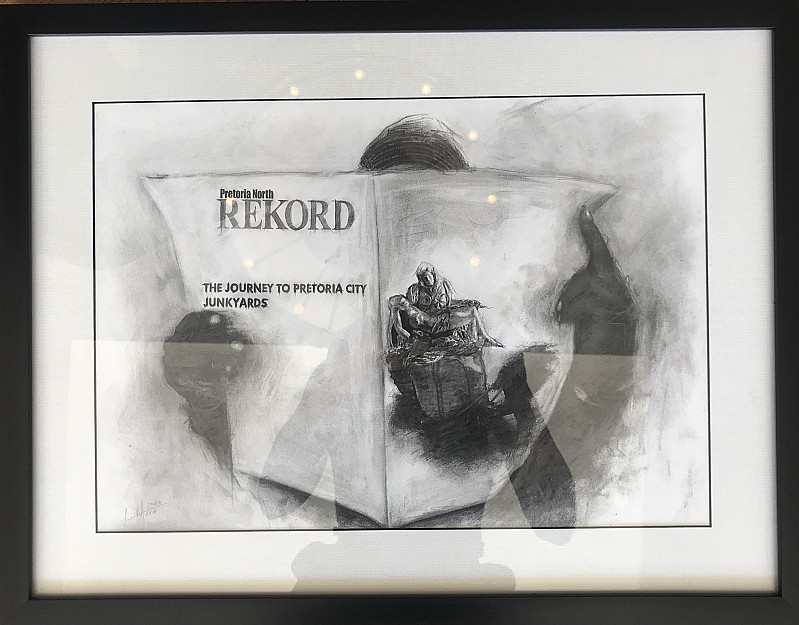 Pretoria North
REKORD
THE JOURNEY TO PRETORIA CITY
JUNKYARDS